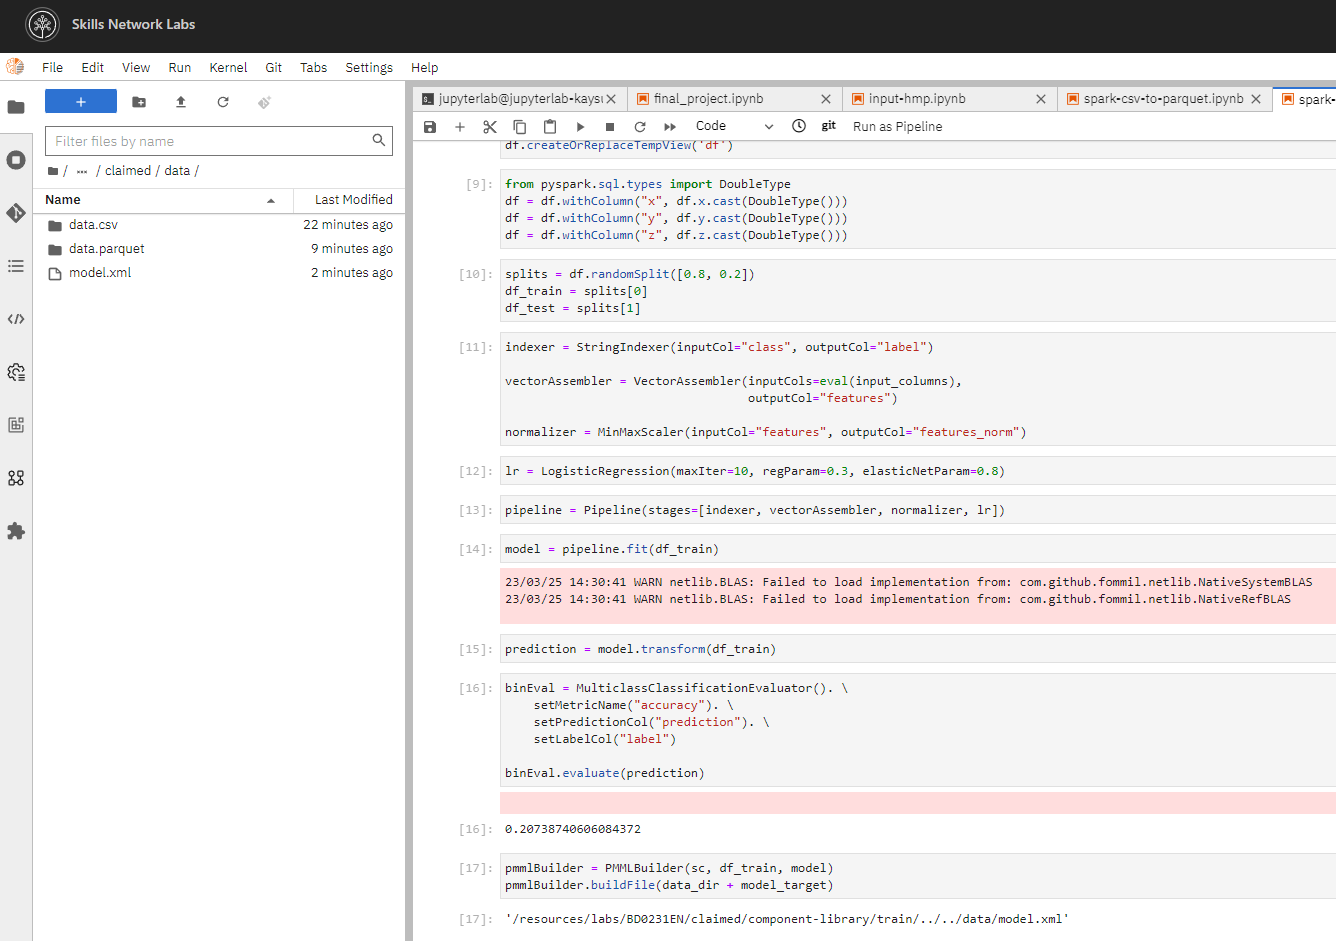 Skills Network Labs
File Edit View Run Kernel Git Tabs Settings Help
+
Filter files by name
/ ... / claimed / data /
Name Last Modified
data.csv 22 minutes ago
data.parquet 9 minutes ago
model.xml 2 minutes ago
jupyterlab@jupyterlab-kaysu
final_project.ipynb
input-hmp.ipynb
spark-csv-to-parquet.ipynb
spark-
Code git Run as Pipeline
df.createOrReplaceTempView('df')
[9]: from pyspark.sql.types import DoubleType
df = df.withColumn("x", df.x.cast(DoubleType()))
df = df.withColumn("y", df.y.cast(DoubleType()))
df = df.withColumn("z", df.z.cast(DoubleType()))
[10]: splits = df.randomSplit([0.8, 0.2])
df_train = splits[0]
df_test = splits[1]
[11]: indexer = StringIndexer(inputCol="class", outputCol="label")
vectorAssembler = VectorAssembler(inputCols=eval(input_columns),
outputCol="features")
normalizer = MinMaxScaler(inputCol="features", outputCol="features_norm")
[12]: lr = LogisticRegression(maxIter=10, regParam=0.3, elasticNetParam=0.8)
[13]: pipeline = Pipeline(stages=[indexer, vectorAssembler, normalizer, lr])
[14]: model = pipeline.fit(df_train)
23/03/25 14:30:41 WARN netlib.BLAS: Failed to load implementation from: com.github.fommil.netlib.NativeSystemBLAS
23/03/25 14:30:41 WARN netlib.BLAS: Failed to load implementation from: com.github.fommil.netlib.NativeRefBLAS
[15]: prediction = model.transform(df_train)
[16]: binEval = MulticlassClassificationEvaluator(). \
setMetricName("accuracy"). \
setPredictionCol("prediction"). \
setLabelCol("label")
binEval.evaluate(prediction)
[16]: 0.20738740606084372
[17]: pmmlBuilder = PMMLBuilder(sc, df_train, model)
pmmlBuilder.buildFile(data_dir + model_target)
[17]: '/resources/labs/BD0231EN/claimed/component-library/train/../../data/model.xml'